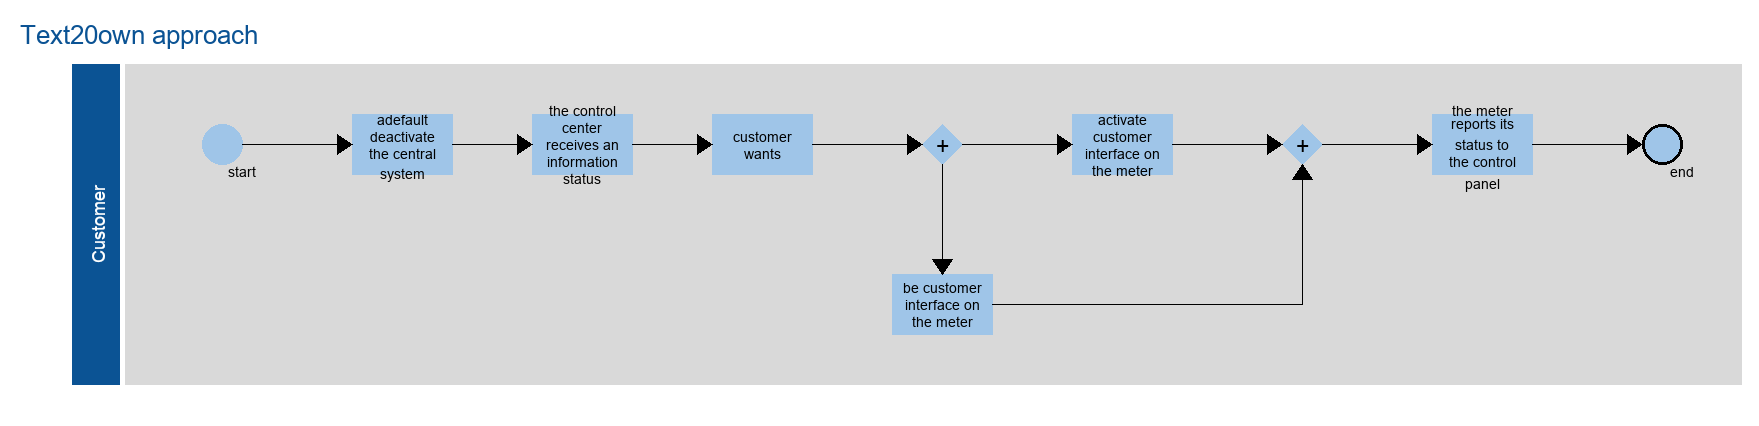 Text20own approach
Customer
start
adefault
deactivate
the central
system
the control
center
receives an
information
status
customer
wants
+
activate
customer
interface on
the meter
be customer
interface on
the meter
+
the meter
reports its
status to
the control
panel
end